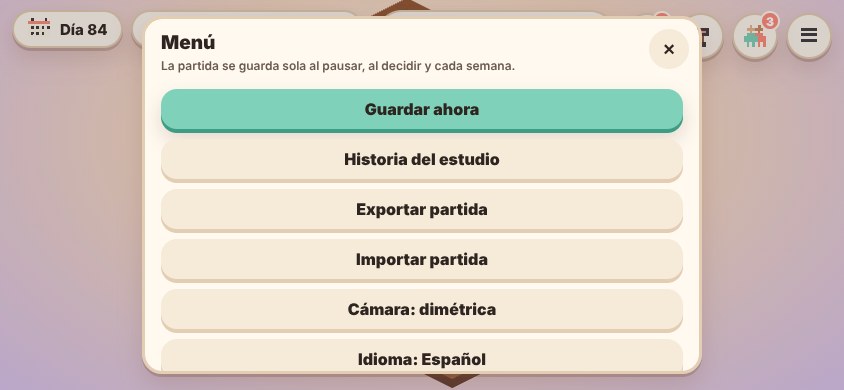 Día 84
3
Menú
La partida se guarda sola al pausar, al decidir y cada semana.
Guardar ahora
Historia del estudio
Exportar partida
Importar partida
Cámara: dimétrica
Idioma: Español